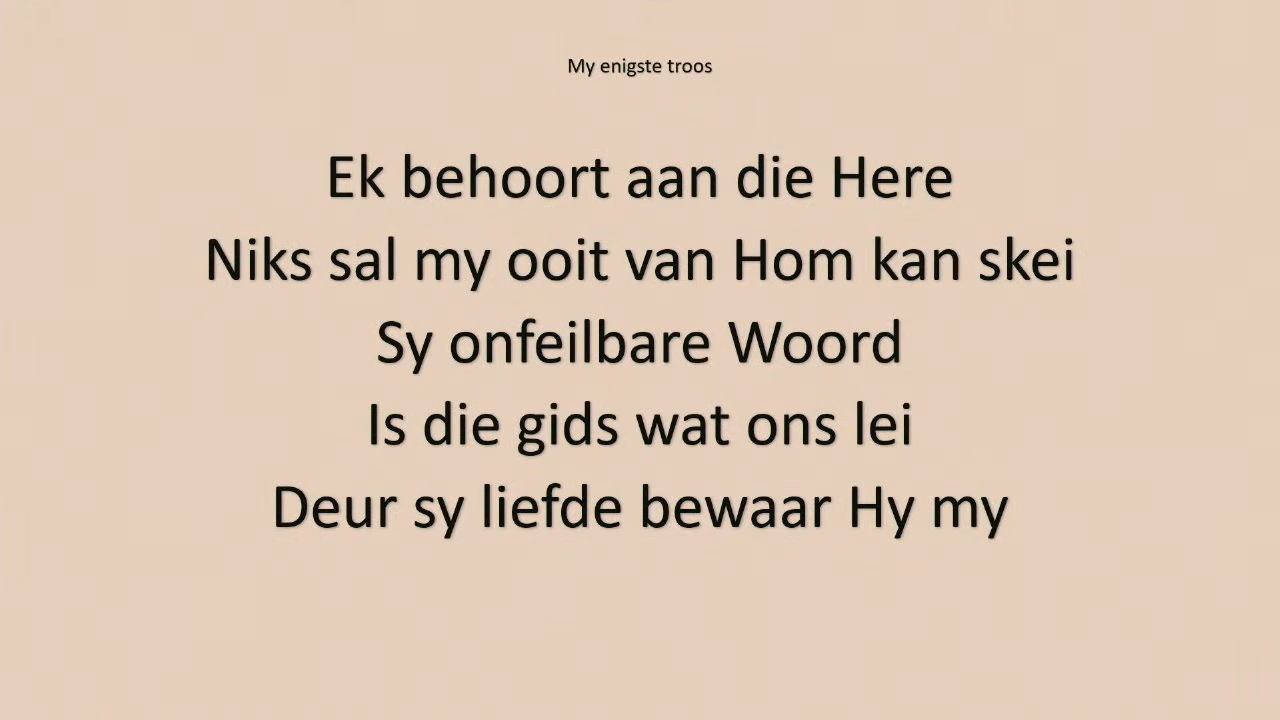 My enigste troos
Ek behoort aan die Here
Niks sal my ooit van Hom kan skei
Sy onfeilbare Woord
Is die gids wat ons lei
Deur sy liefde bewaar Hy my